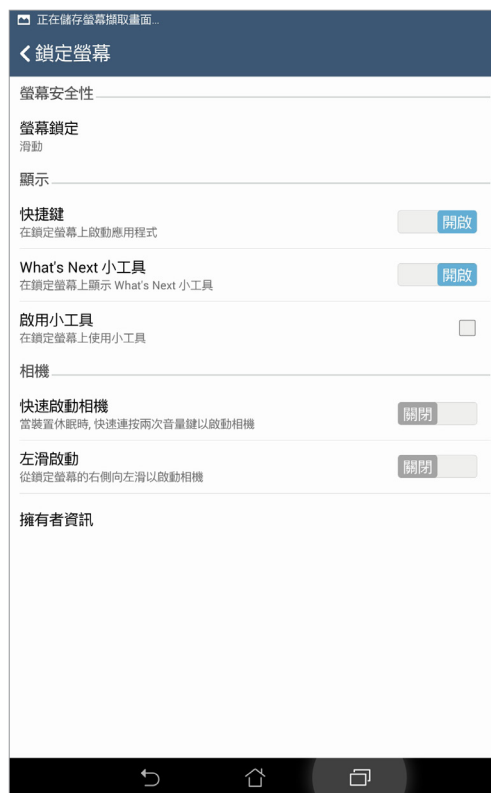 正在儲存螢幕擷取畫面...
鎖定螢幕
螢幕安全性
螢幕鎖定
滑動
顯示
快捷鍵
在鎖定螢幕上啟動應用程式
開啟
What's Next 小工具
在鎖定螢幕上顯示 What's Next 小工具
開啟
啟用小工具
在鎖定螢幕上使用小工具
相機
快速啟動相機
當裝置休眠時, 快速連按兩次音量鍵以啟動相機
關閉
左滑啟動
從鎖定螢幕的右側向左滑以啟動相機
關閉
擁有者資訊